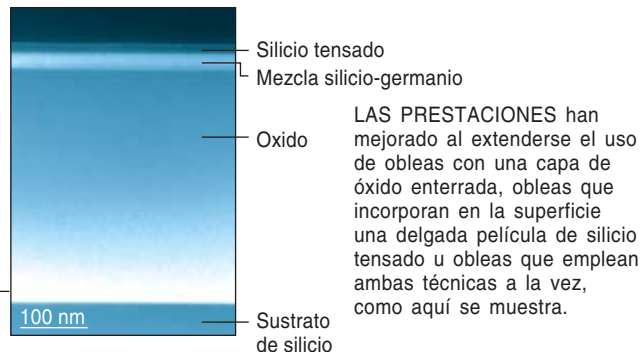 Silicio tensado
Mezcla silicio-germanio
Oxido
Sustrato
de silicio
100 nm
LAS PRESTACIONES han
mejorado al extenderse el uso
de obleas con una capa de
óxido enterrada, obleas que
incorporan en la superficie
una delgada película de silicio
tensado u obleas que emplean
ambas técnicas a la vez,
como aquí se muestra.